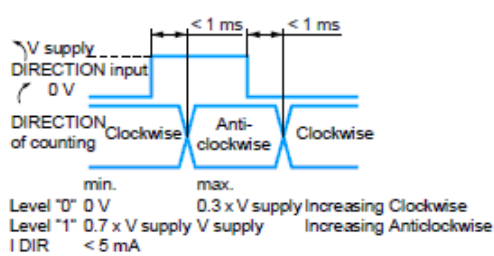 < 1 ms < 1 ms
V supply
DIRECTION input
0 V
DIRECTION
of counting
Clockwise
Anti-
clockwise
Clockwise
min. max.
Level "0" 0 V 0.3 x V supply Increasing Clockwise
Level "1" 0.7 x V supply V supply Increasing Anticlockwise
I DIR < 5 mA